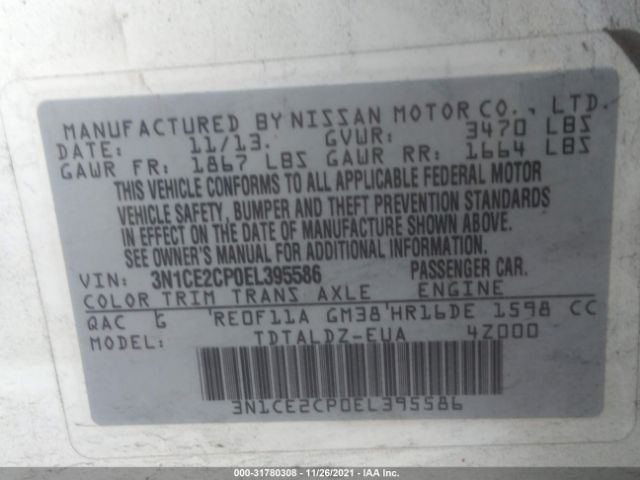 MANUFACTURED BY NISSAN MOTOR CO., LTD.
DATE: 11/13. GVWR: 3470 LBS
GAWR FR: 1867 LBS GAWR RR: 1664 LBS
THIS VEHICLE CONFORMS TO ALL APPLICABLE FEDERAL MOTOR
VEHICLE SAFETY, BUMPER AND THEFT PREVENTION STANDARDS
IN EFFECT ON THE DATE OF MANUFACTURE SHOWN ABOVE.
SEE OWNER'S MANUAL FOR ADDITIONAL INFORMATION.
VIN: 3N1CE2CP0EL395586 PASSENGER CAR.
COLOR TRIM TRANS AXLE ENGINE
QAC G 'RE0F11A GM38'HR16DE 1598 CC
MODEL: TDTALDZ-EUA 4Z000
3N1CE2CP0EL395586
000-31780308 - 11/26/2021 - IAA Inc.